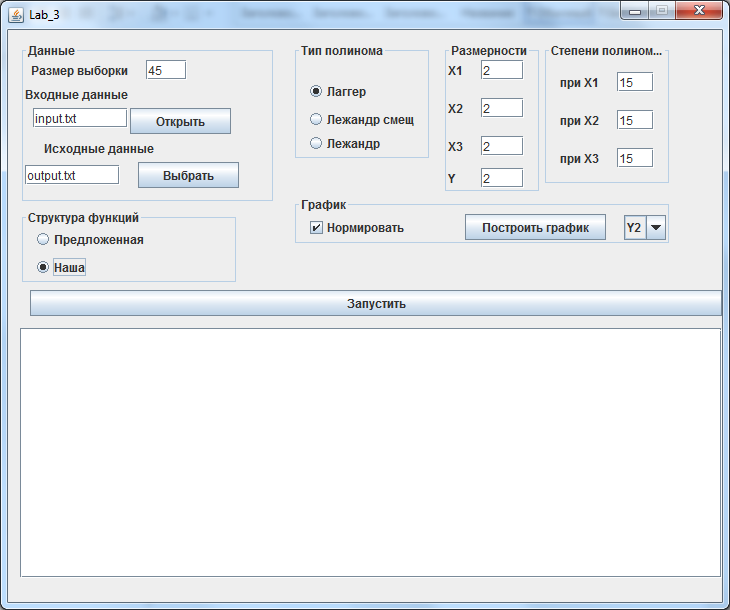 Lab_3
Данные
Размер выборки 45
Входные данные
input.txt Открыть
Исходные данные
output.txt Выбрать
Структура функций
Предложенная
Наша
Тип полинома
Лаггер
Лежандр смещ
Лежандр
Размерности
X1 2
X2 2
X3 2
Y 2
Степени полином...
при X1 15
при X2 15
при X3 15
График
Нормировать Построить график Y2
Запустить